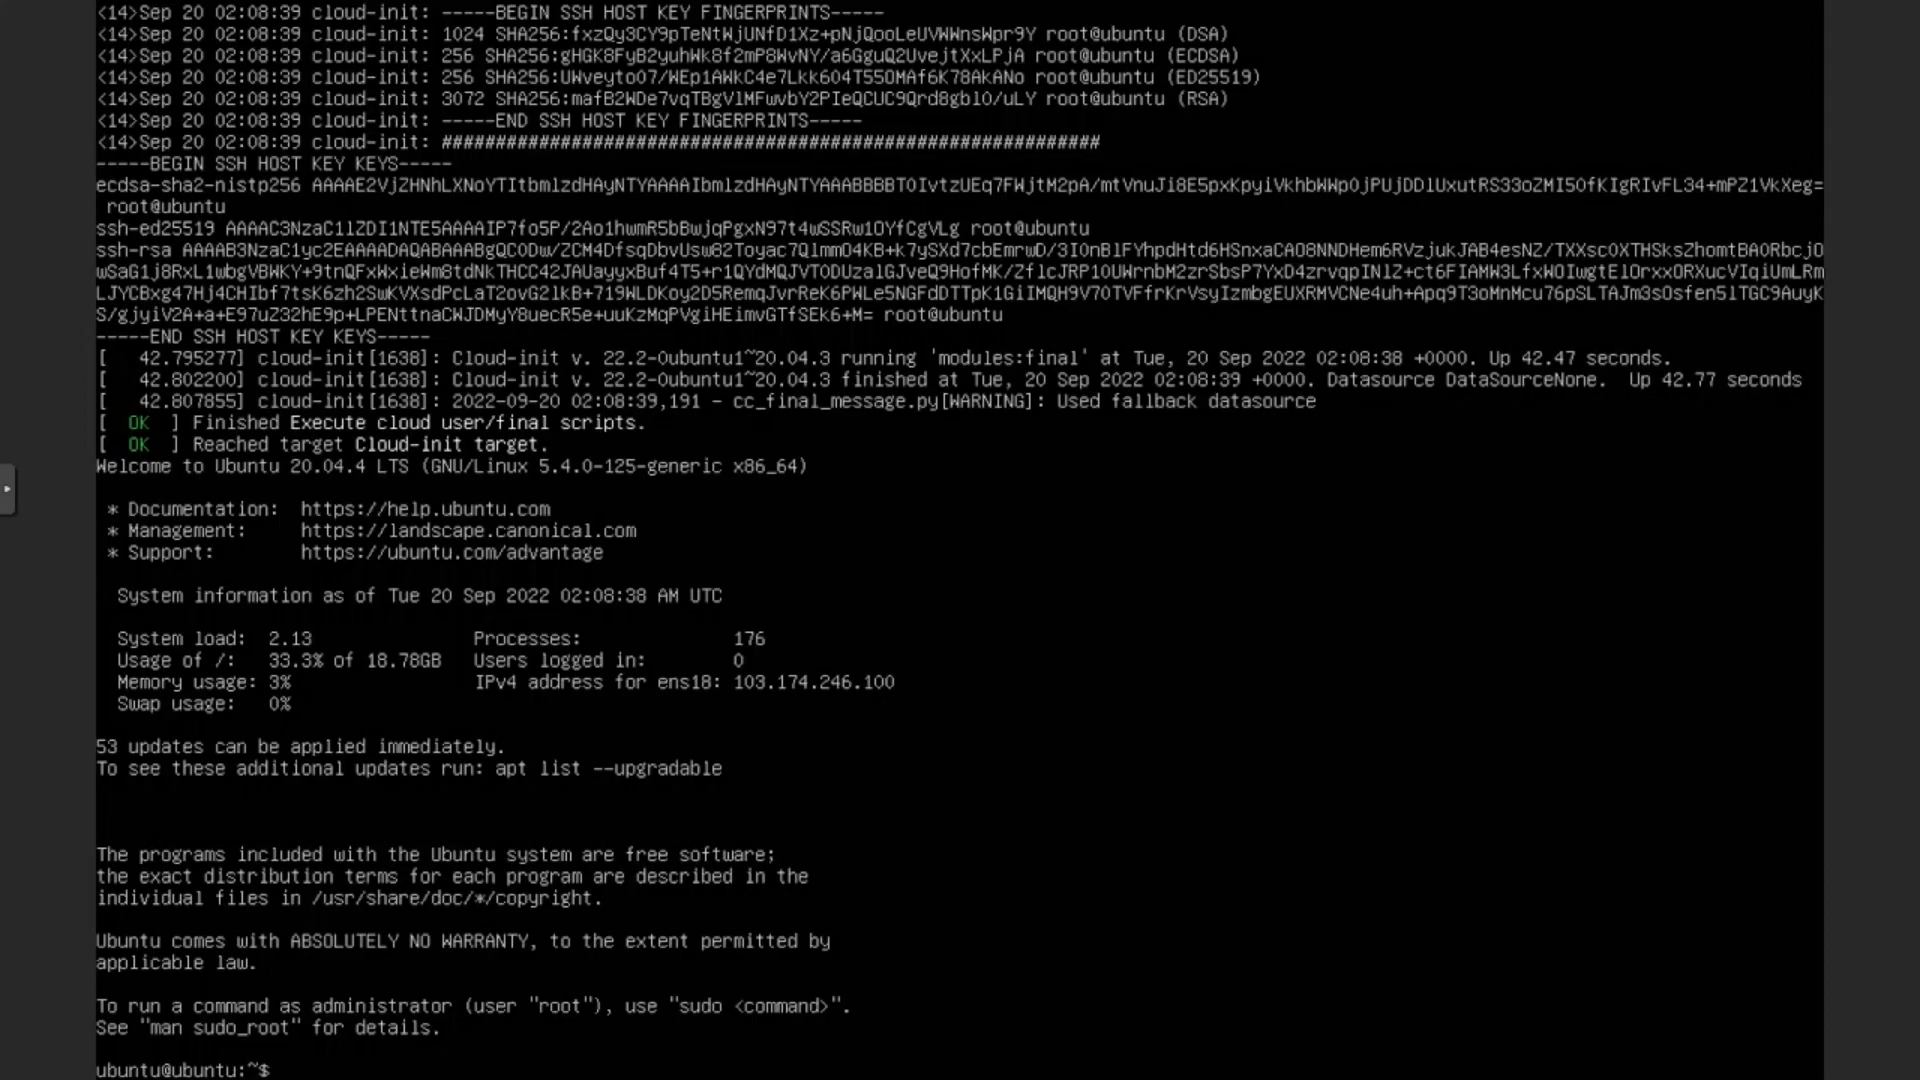 <14>Sep 20 02:08:39 cloud-init: -----BEGIN SSH HOST KEY FINGERPRINTS-----
<14>Sep 20 02:08:39 cloud-init: 1024 SHA256:fxzQy3CY9pTeNtWjUNfD1Xz+pNjQooLeUVWWnsWpr9Y root@ubuntu (DSA)
<14>Sep 20 02:08:39 cloud-init: 256 SHA256:gHGK8FyB2yuhWk8f2mP8WvNY/a6GguQ2UvejtXxLPjA root@ubuntu (ECDSA)
<14>Sep 20 02:08:39 cloud-init: 256 SHA256:UWveyto07/WEp1AWkC4e7Lkk604T550MAf6K78AkANo root@ubuntu (ED25519)
<14>Sep 20 02:08:39 cloud-init: 3072 SHA256:mafB2WDe7vqTBgVlMFwvbY2PIeQCUC9Qrd8gbl0/uLY root@ubuntu (RSA)
<14>Sep 20 02:08:39 cloud-init: -----END SSH HOST KEY FINGERPRINTS-----
<14>Sep 20 02:08:39 cloud-init: #############################################################
-----BEGIN SSH HOST KEY KEYS-----
ecdsa-sha2-nistp256
root@ubuntu
ssh-ed25519 AAAAC3NzaC1lZDI1NTE5AAAAIP7fo5P/2Ao1hwmR5bBwjqPgxN97t4wSSRw1OYfCgVLg root@ubuntu
ssh-rsa
root@ubuntu
-----END SSH HOST KEY KEYS-----
[   42.795277] cloud-init[1638]: Cloud-init v. 22.2-0ubuntu1~20.04.3 running 'modules:final' at Tue, 20 Sep 2022 02:08:38 +0000. Up 42.47 seconds.
[   42.802200] cloud-init[1638]: Cloud-init v. 22.2-0ubuntu1~20.04.3 finished at Tue, 20 Sep 2022 02:08:39 +0000. Datasource DataSourceNone.  Up 42.77 seconds
[   42.807855] cloud-init[1638]: 2022-09-20 02:08:39,191 - cc_final_message.py[WARNING]: Used fallback datasource
[  OK  ] Finished Execute cloud user/final scripts.
[  OK  ] Reached target Cloud-init target.
Welcome to Ubuntu 20.04.4 LTS (GNU/Linux 5.4.0-125-generic x86_64)
* Documentation:  https://help.ubuntu.com
* Management:     https://landscape.canonical.com
* Support:        https://ubuntu.com/advantage
System information as of Tue 20 Sep 2022 02:08:38 AM UTC
System load:  2.13               Processes:              176
Usage of /:   33.3% of 18.78GB   Users logged in:        0
Memory usage: 3%                 IPv4 address for ens18: 103.174.246.100
Swap usage:   0%
53 updates can be applied immediately.
To see these additional updates run: apt list --upgradable
The programs included with the Ubuntu system are free software;
the exact distribution terms for each program are described in the
individual files in /usr/share/doc/*/copyright.
Ubuntu comes with ABSOLUTELY NO WARRANTY, to the extent permitted by
applicable law.
To run a command as administrator (user "root"), use "sudo <command>".
See "man sudo_root" for details.
ubuntu@ubuntu:~$